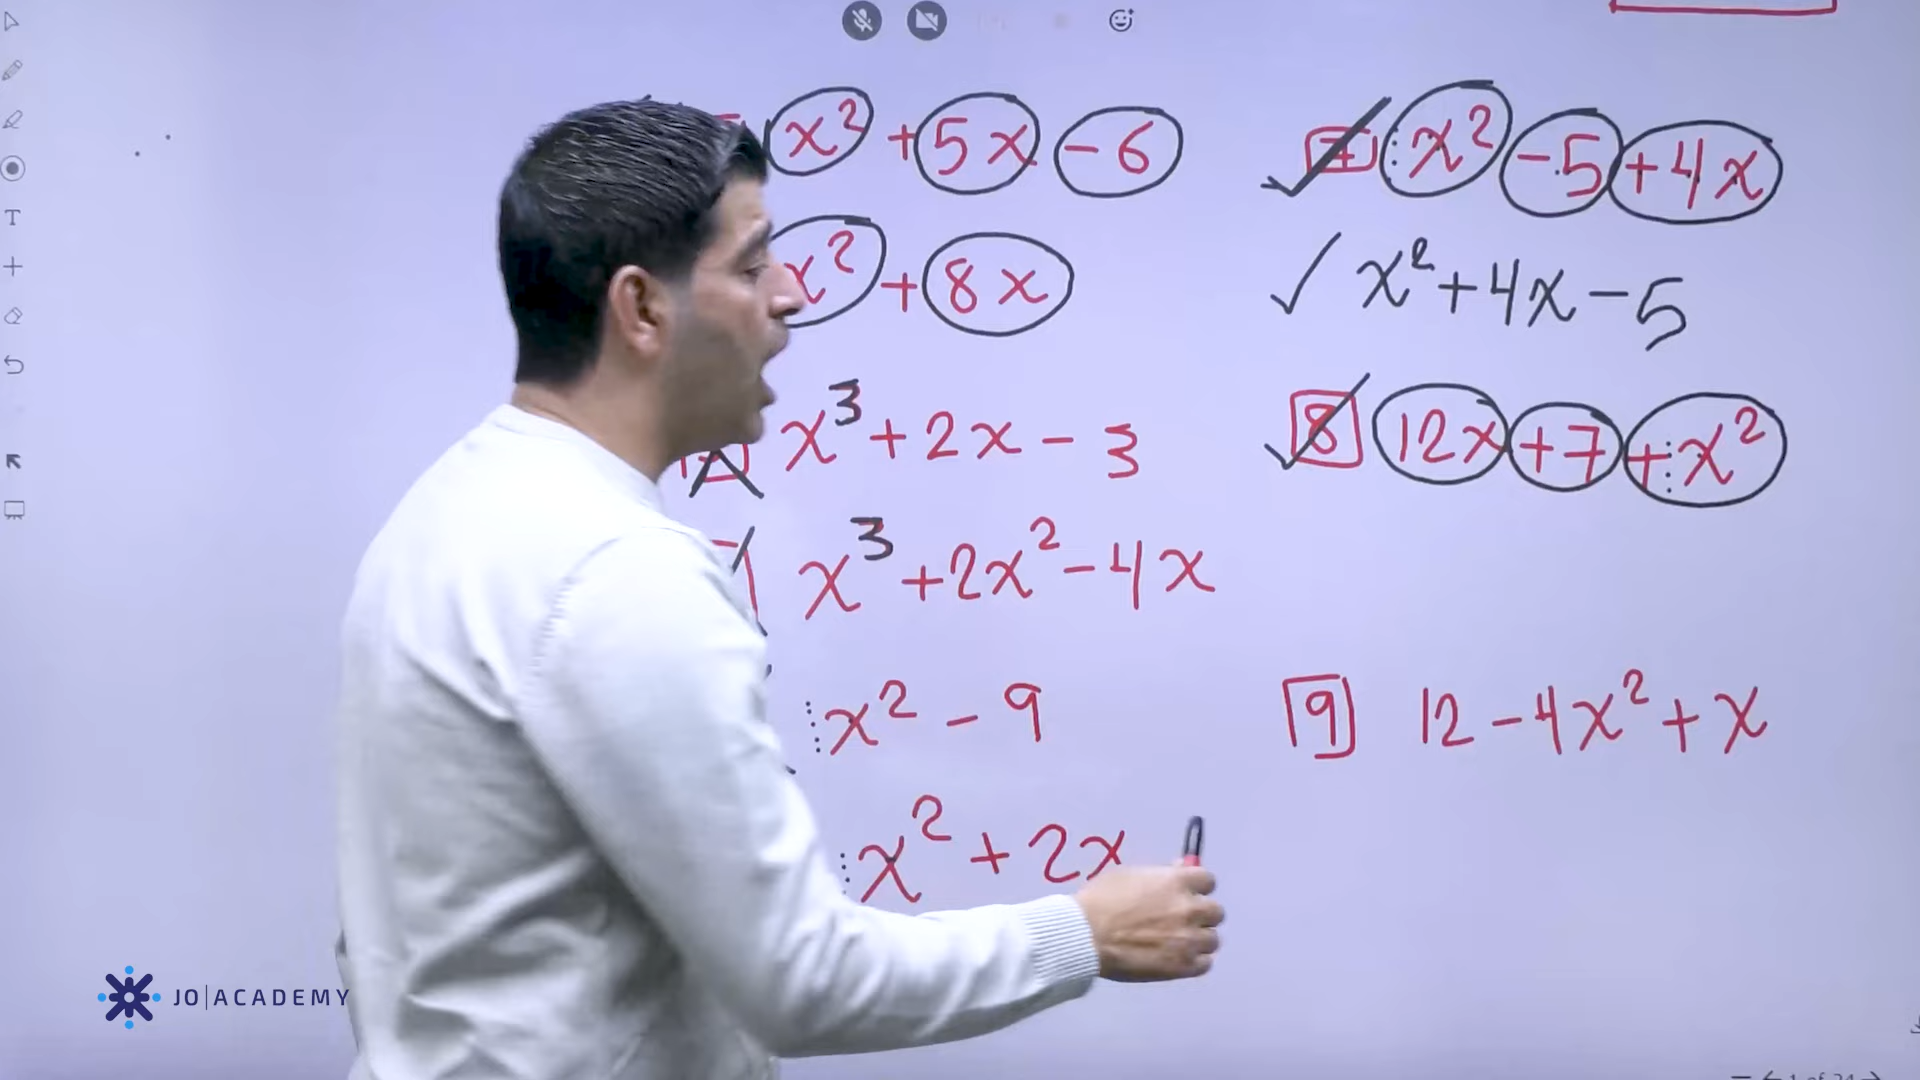 x² + 5x - 6
x² + 8x
x³ + 2x - 3
x³ + 2x² - 4x
x² - 9
x² + 2x
7 x² - 5 + 4x
x² + 4x - 5
8 12x + 7 + x²
9 12 - 4x² + x
JO|ACADEMY